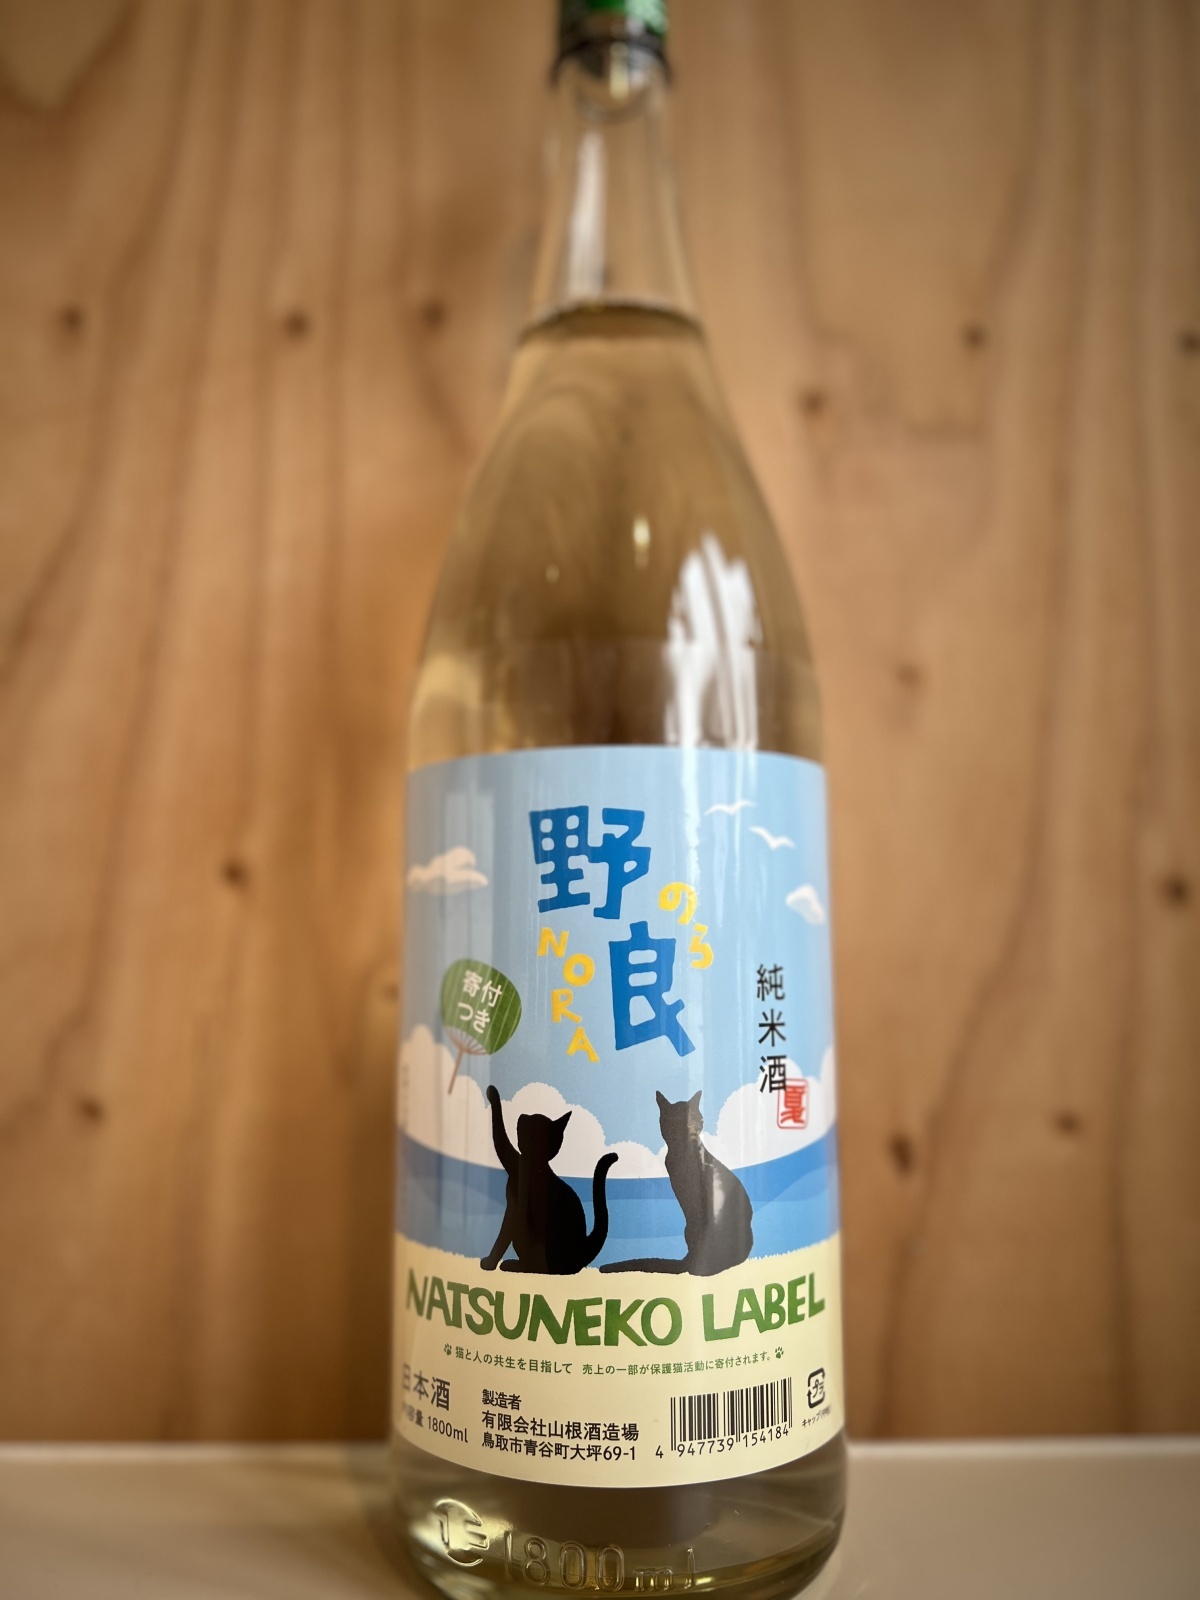 野良
のら
NORA
寄付
つき
純米酒
夏
NATSUNEKO LABEL
猫と人の共生を目指して 売上の一部が保護猫活動に寄付されます。
日本酒
内容量 1800ml
製造者
有限会社山根酒造場
鳥取市青谷町大坪69-1
4 947739 154184
プラ
1800ml